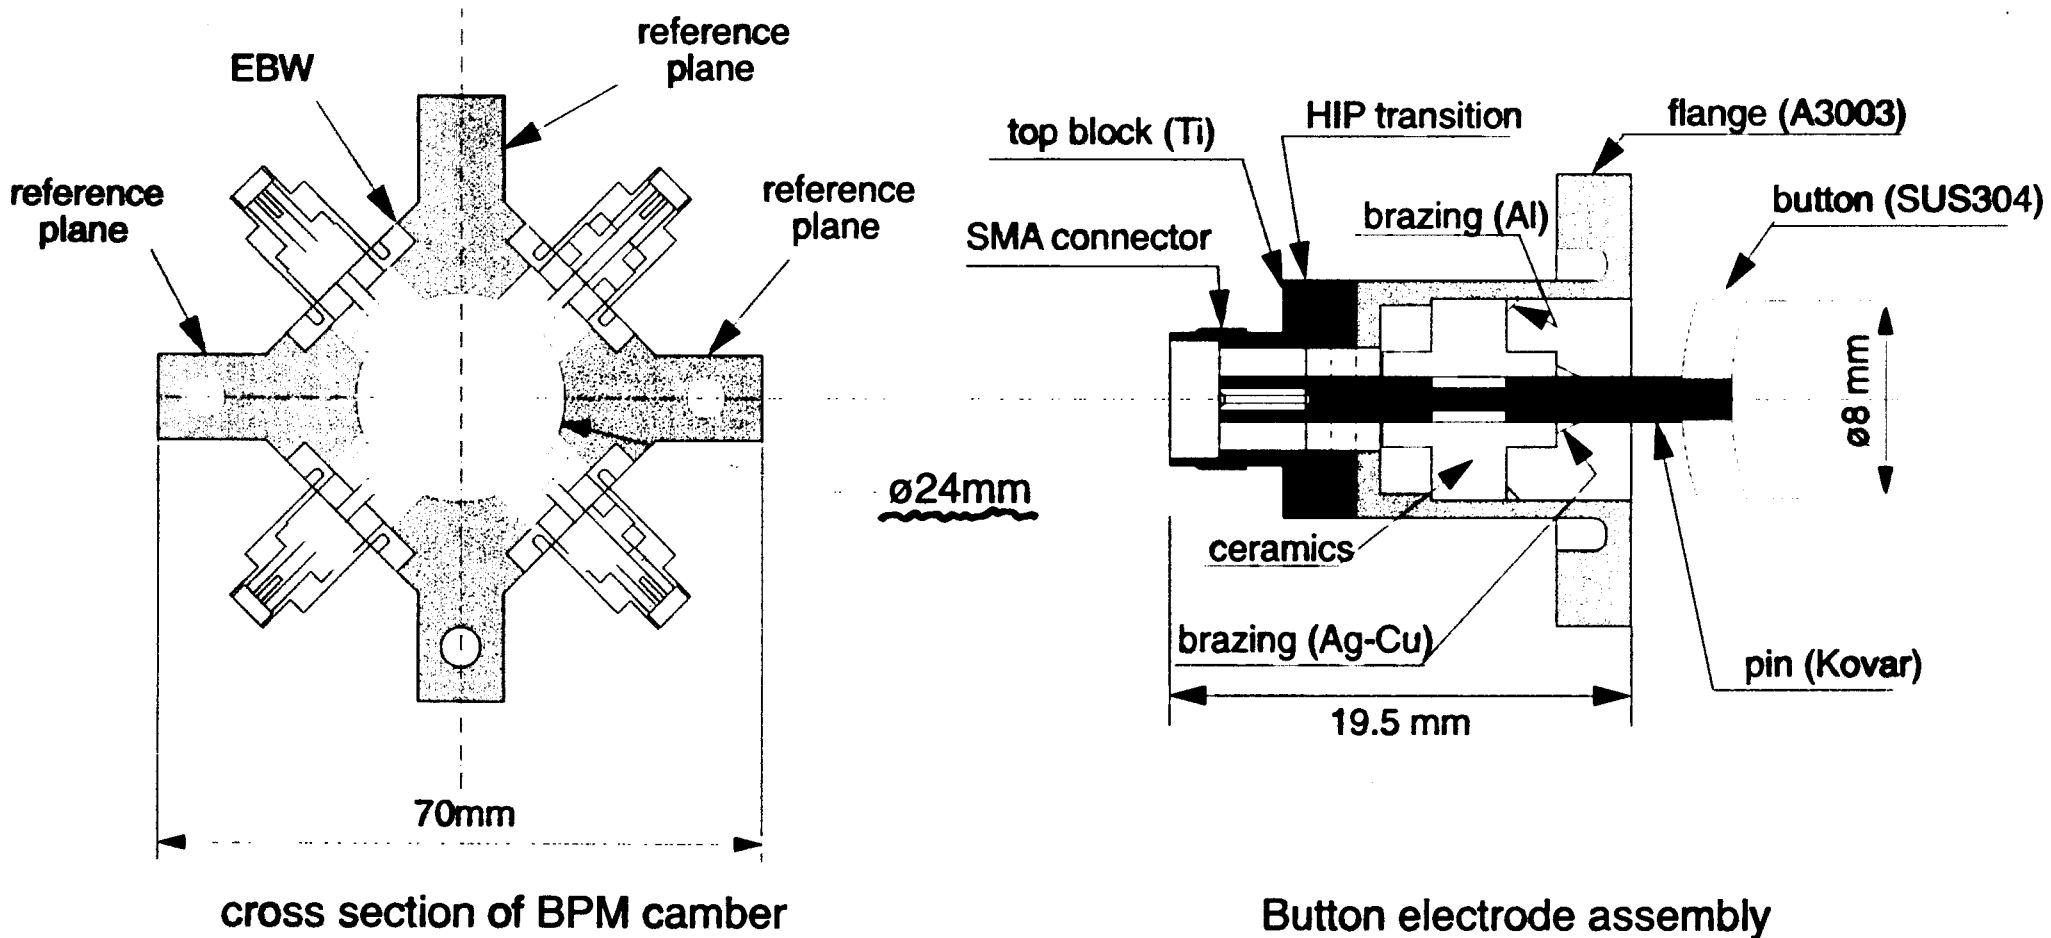 reference
plane
EBW
reference
plane
reference
plane
ø24mm
70mm
cross section of BPM camber
top block (Ti)
HIP transition
flange (A3003)
SMA connector
brazing (Al)
button (SUS304)
ø8 mm
ceramics
brazing (Ag-Cu)
pin (Kovar)
19.5 mm
Button electrode assembly